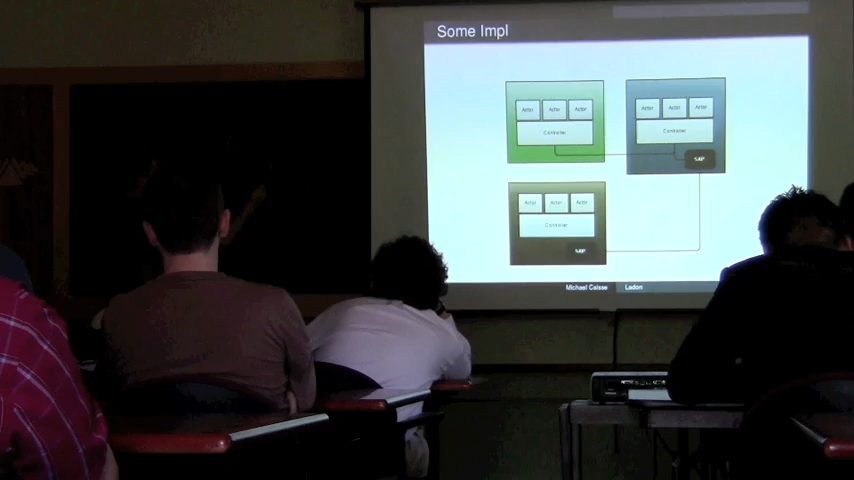 Some Impl
Actor Actor Actor
Controller
Actor Actor Actor
Controller
SAP
Actor Actor Actor
Controller
SAP
Michael Caisse Ladon